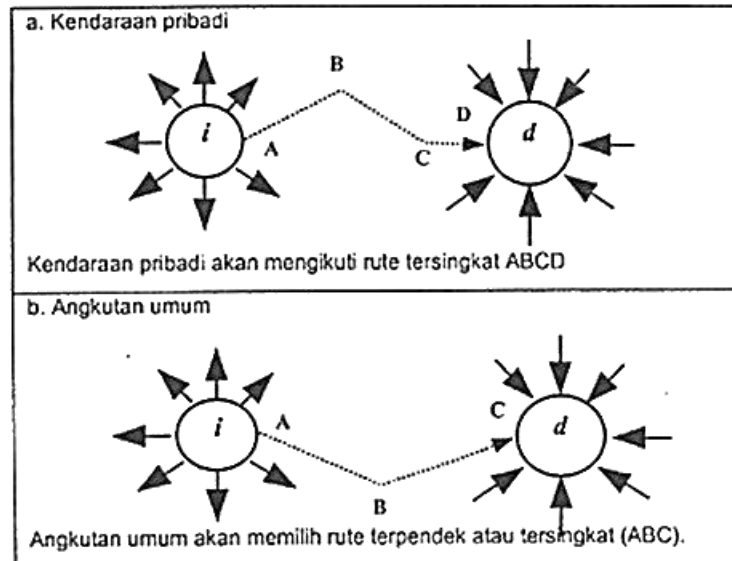 a. Kendaraan pribadi
B
i
A
C
D
d
Kendaraan pribadi akan mengikuti rute tersingkat ABCD
b. Angkutan umum
i
A
B
C
d
Angkutan umum akan memilih rute terpendek atau tersingkat (ABC).